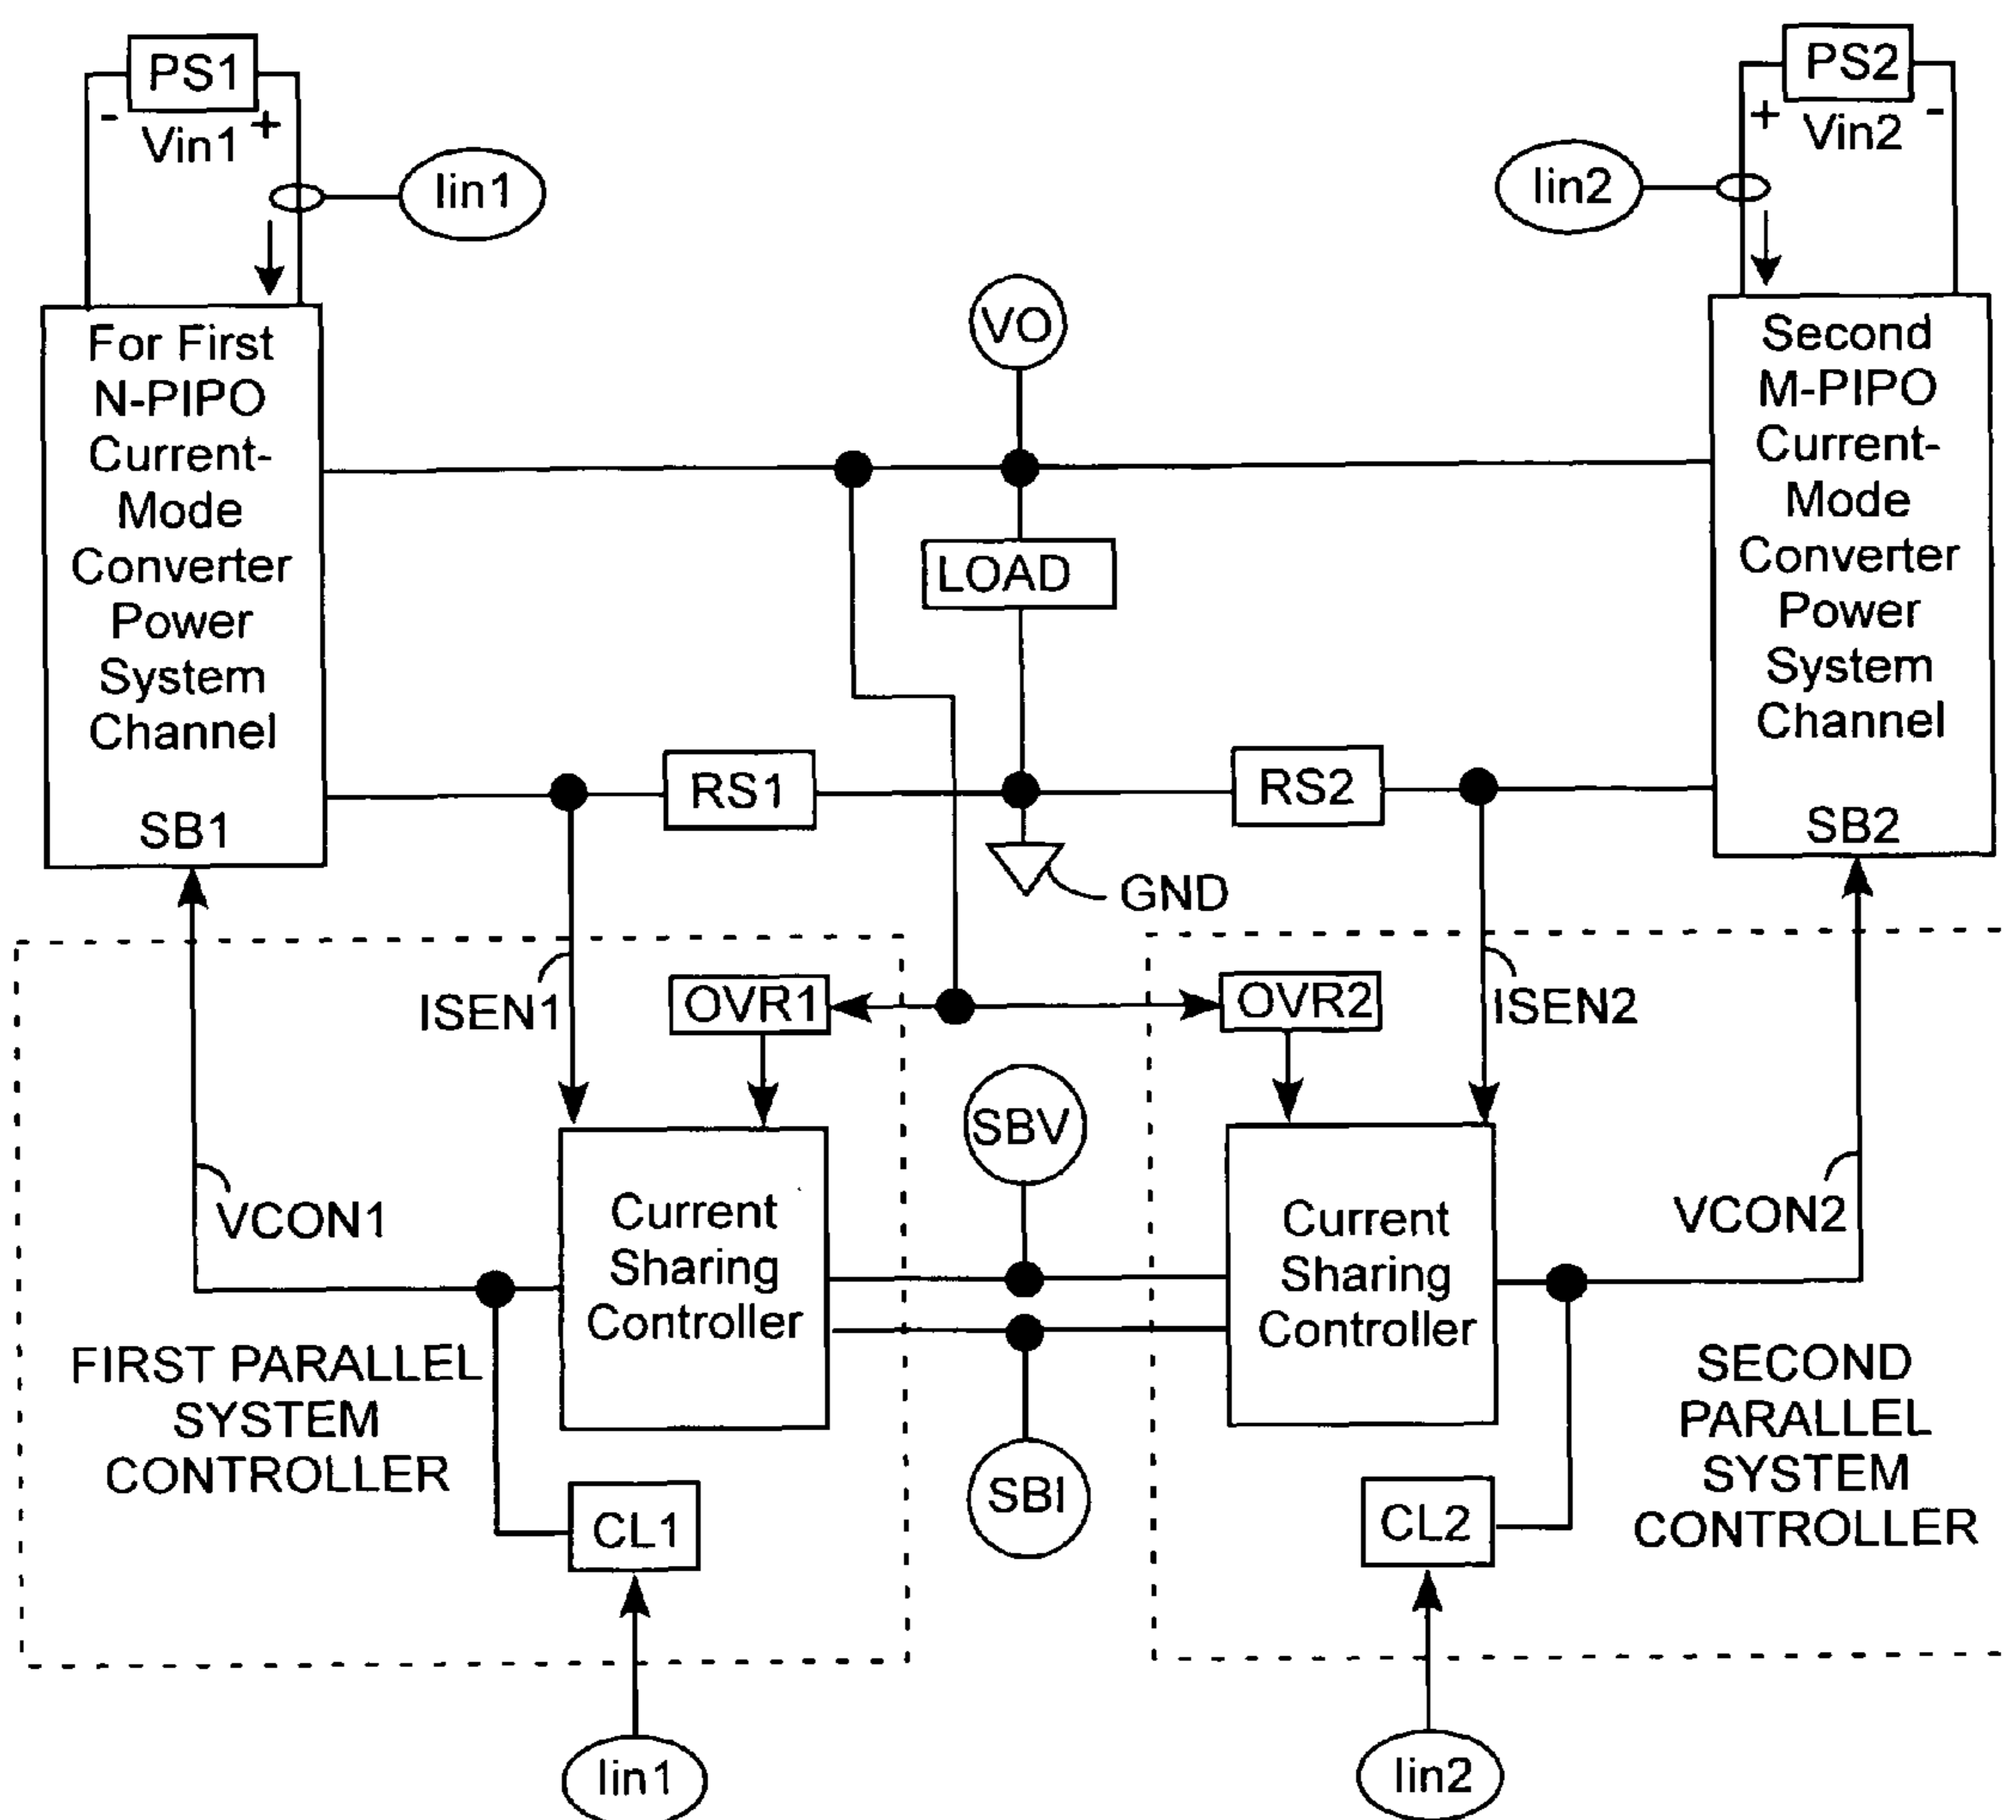 PS1
- +
Vin1
Iin1
PS2
+ -
Vin2
Iin2
For First
N-PIPO
Current-
Mode
Converter
Power
System
Channel
SB1
VO
LOAD
Second
M-PIPO
Current-
Mode
Converter
Power
System
Channel
SB2
RS1
RS2
GND
ISEN1
OVR1
OVR2
ISEN2
SBV
VCON1
Current
Sharing
Controller
Current
Sharing
Controller
VCON2
FIRST PARALLEL
SYSTEM
CONTROLLER
SECOND
PARALLEL
SYSTEM
CONTROLLER
CL1
SBI
CL2
Iin1
Iin2